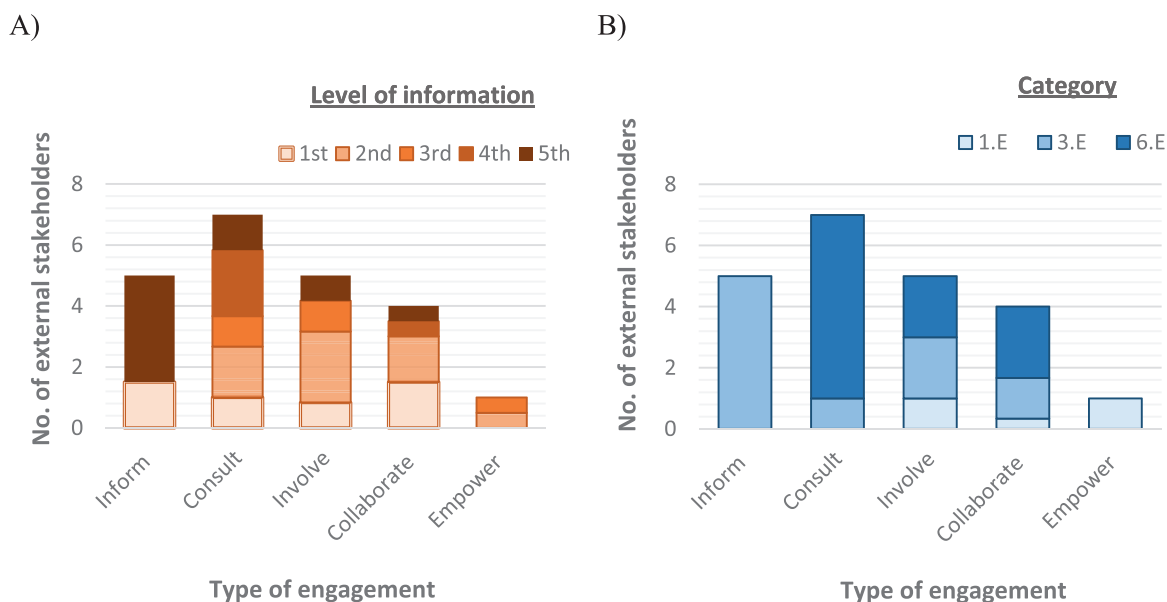 A)
Level of information
1st 2nd 3rd 4th 5th
No. of external stakeholders
8
6
4
2
0
Inform
Consult
Involve
Collaborate
Empower
Type of engagement
B)
Category
1.E 3.E 6.E
No. of external stakeholders
8
6
4
2
0
Inform
Consult
Involve
Collaborate
Empower
Type of engagement